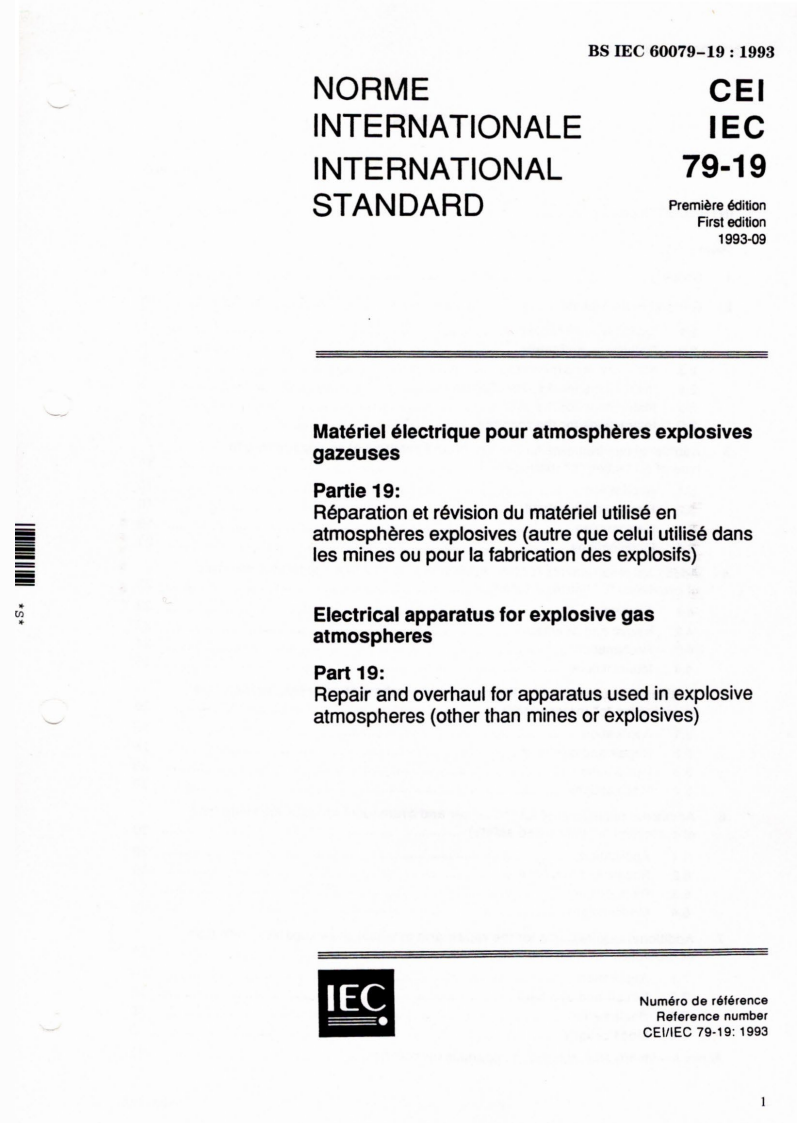 BS IEC 60079–19 : 1993
NORME
INTERNATIONALE
INTERNATIONAL
STANDARD
CEI
IEC
79-19
Première édition
First edition
1993-09
Matériel électrique pour atmosphères explosives
gazeuses
Partie 19:
Réparation et révision du matériel utilisé en
atmosphères explosives (autre que celui utilisé dans
les mines ou pour la fabrication des explosifs)
*S*
Electrical apparatus for explosive gas
atmospheres
Part 19:
Repair and overhaul for apparatus used in explosive
atmospheres (other than mines or explosives)
IEC
Numéro de référence
Reference number
CEI/IEC 79-19: 1993
1